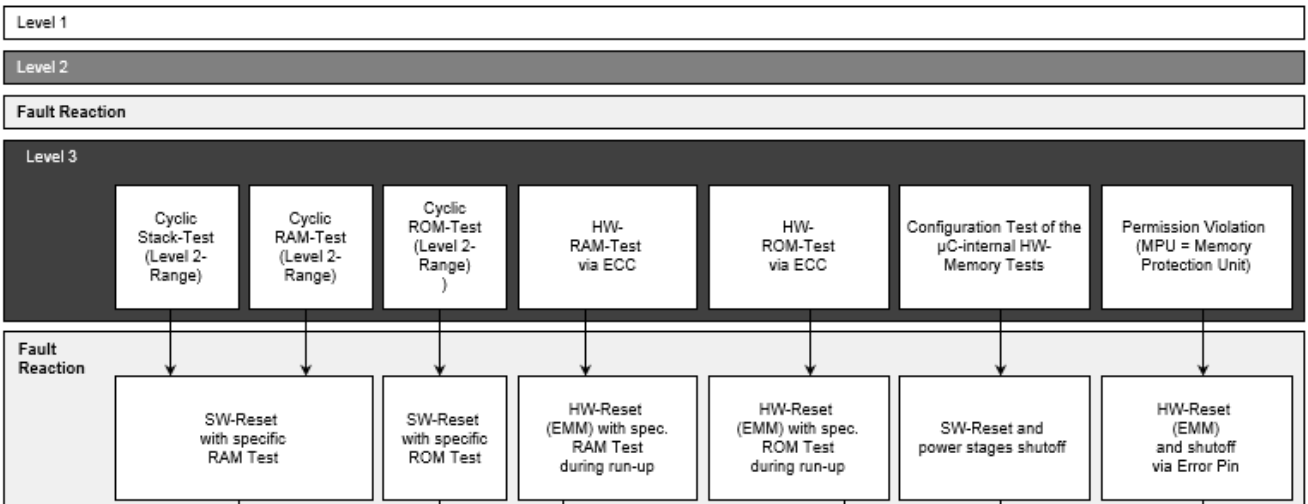 Level 1
Level 2
Fault Reaction
Level 3
Cyclic
Stack-Test
(Level 2-
Range)
Cyclic
RAM-Test
(Level 2-
Range)
Cyclic
ROM-Test
(Level 2-
Range)
)
HW-
RAM-Test
via ECC
HW-
ROM-Test
via ECC
Configuration Test of the
µC-internal HW-
Memory Tests
Permission Violation
(MPU = Memory
Protection Unit)
Fault
Reaction
SW-Reset
with specific
RAM Test
SW-Reset
with specific
ROM Test
HW-Reset
(EMM) with spec.
RAM Test
during run-up
HW-Reset
(EMM) with spec.
ROM Test
during run-up
SW-Reset and
power stages shutoff
HW-Reset
(EMM)
and shutoff
via Error Pin